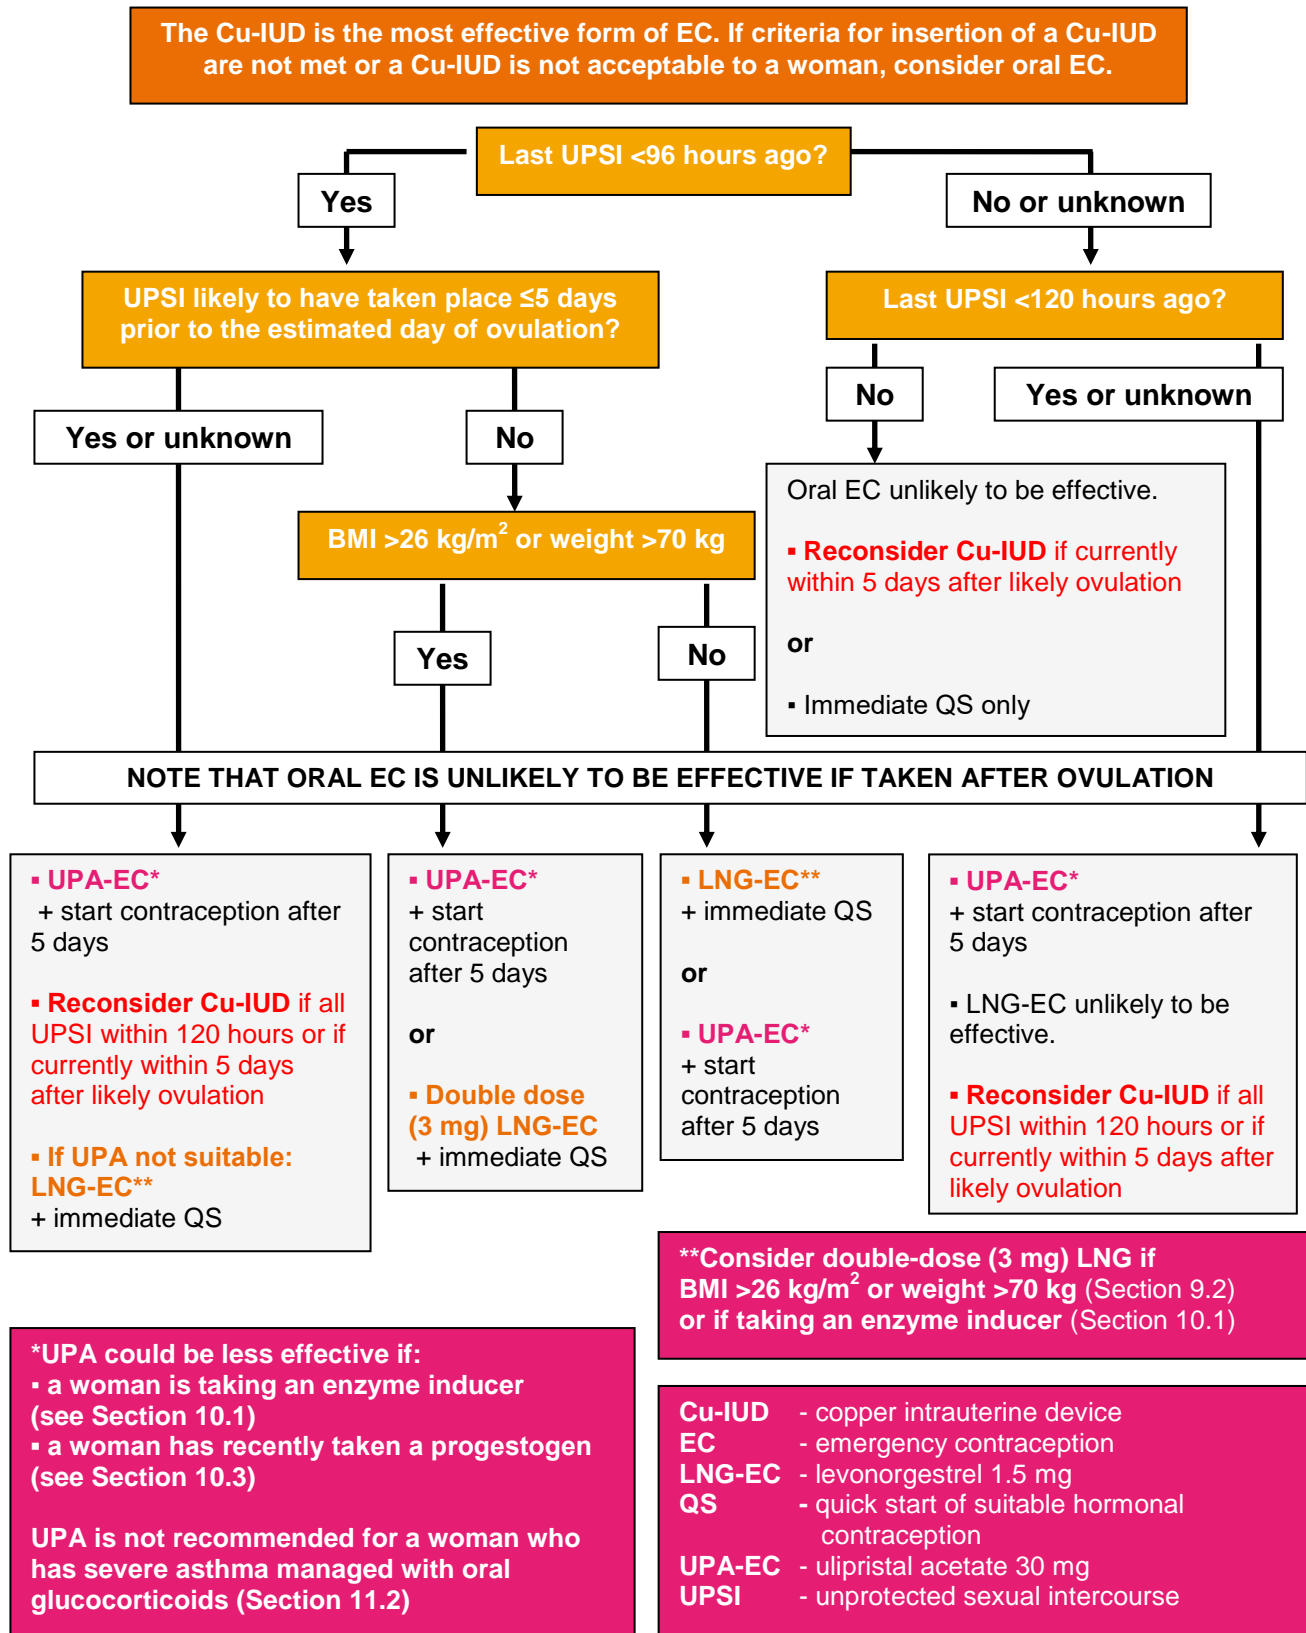 The Cu-IUD is the most effective form of EC. If criteria for insertion of a Cu-IUD
are not met or a Cu-IUD is not acceptable to a woman, consider oral EC.
Last UPSI <96 hours ago?
Yes
No or unknown
UPSI likely to have taken place ≤5 days
prior to the estimated day of ovulation?
Last UPSI <120 hours ago?
Yes or unknown
No
No
Yes or unknown
BMI >26 kg/m² or weight >70 kg
Yes
No
Oral EC unlikely to be effective.
▪ Reconsider Cu-IUD if currently
within 5 days after likely ovulation
or
▪ Immediate QS only
NOTE THAT ORAL EC IS UNLIKELY TO BE EFFECTIVE IF TAKEN AFTER OVULATION
▪ UPA-EC*
+ start contraception after
5 days
▪ Reconsider Cu-IUD if all
UPSI within 120 hours or if
currently within 5 days
after likely ovulation
▪ If UPA not suitable:
LNG-EC**
+ immediate QS
▪ UPA-EC*
+ start
contraception
after 5 days
or
▪ Double dose
(3 mg) LNG-EC
+ immediate QS
▪ LNG-EC**
+ immediate QS
or
▪ UPA-EC*
+ start
contraception
after 5 days
▪ UPA-EC*
+ start contraception after
5 days
▪ LNG-EC unlikely to be
effective.
▪ Reconsider Cu-IUD if all
UPSI within 120 hours or if
currently within 5 days after
likely ovulation
**Consider double-dose (3 mg) LNG if
BMI >26 kg/m² or weight >70 kg (Section 9.2)
or if taking an enzyme inducer (Section 10.1)
*UPA could be less effective if:
▪ a woman is taking an enzyme inducer
(see Section 10.1)
▪ a woman has recently taken a progestogen
(see Section 10.3)
UPA is not recommended for a woman who
has severe asthma managed with oral
glucocorticoids (Section 11.2)
Cu-IUD - copper intrauterine device
EC - emergency contraception
LNG-EC - levonorgestrel 1.5 mg
QS - quick start of suitable hormonal
contraception
UPA-EC - ulipristal acetate 30 mg
UPSI - unprotected sexual intercourse